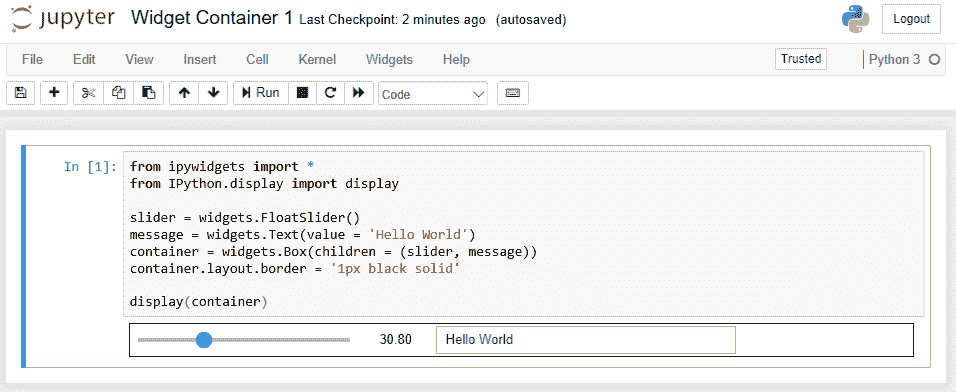 jupyter Widget Container 1 Last Checkpoint: 2 minutes ago (autosaved) Logout
File Edit View Insert Cell Kernel Widgets Help Trusted Python 3
Run Code
In [1]: from ipywidgets import *
from IPython.display import display
slider = widgets.FloatSlider()
message = widgets.Text(value = 'Hello World')
container = widgets.Box(children = (slider, message))
container.layout.border = '1px black solid'
display(container)
30.80 Hello World